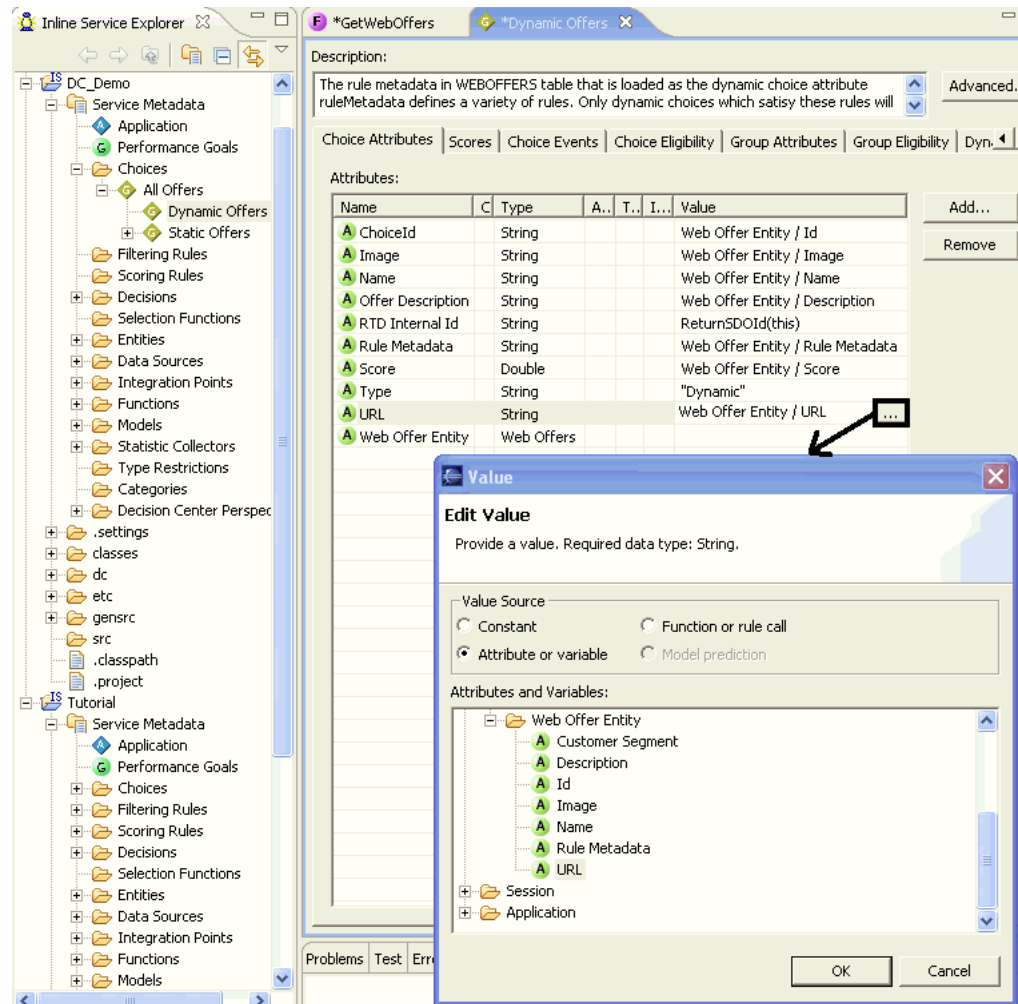 Inline Service Explorer
DC_Demo
Service Metadata
Application
Performance Goals
Choices
All Offers
Dynamic Offers
Static Offers
Filtering Rules
Scoring Rules
Decisions
Selection Functions
Entities
Data Sources
Integration Points
Functions
Models
Statistic Collectors
Type Restrictions
Categories
Decision Center Perspec
.settings
classes
dc
etc
gensrc
src
.classpath
.project
Tutorial
Service Metadata
Application
Performance Goals
Choices
Filtering Rules
Scoring Rules
Decisions
Selection Functions
Entities
Data Sources
Integration Points
Functions
Models
*GetWebOffers *Dynamic Offers
Description:
The rule metadata in WEBOFFERS table that is loaded as the dynamic choice attribute
ruleMetadata defines a variety of rules. Only dynamic choices which satisy these rules will
Advanced.
Choice Attributes Scores Choice Events Choice Eligibility Group Attributes Group Eligibility Dyn.
Attributes:
Name C Type A.. T.. I... Value
ChoiceId String Web Offer Entity / Id
Image String Web Offer Entity / Image
Name String Web Offer Entity / Name
Offer Description String Web Offer Entity / Description
RTD Internal Id String ReturnSDOId(this)
Rule Metadata String Web Offer Entity / Rule Metadata
Score Double Web Offer Entity / Score
Type String "Dynamic"
URL String Web Offer Entity / URL ...
Web Offer Entity Web Offers
Add...
Remove
Value
Edit Value
Provide a value. Required data type: String.
Value Source
Constant Function or rule call
Attribute or variable Model prediction
Attributes and Variables:
Web Offer Entity
Customer Segment
Description
Id
Image
Name
Rule Metadata
URL
Session
Application
OK Cancel
Problems Test Err